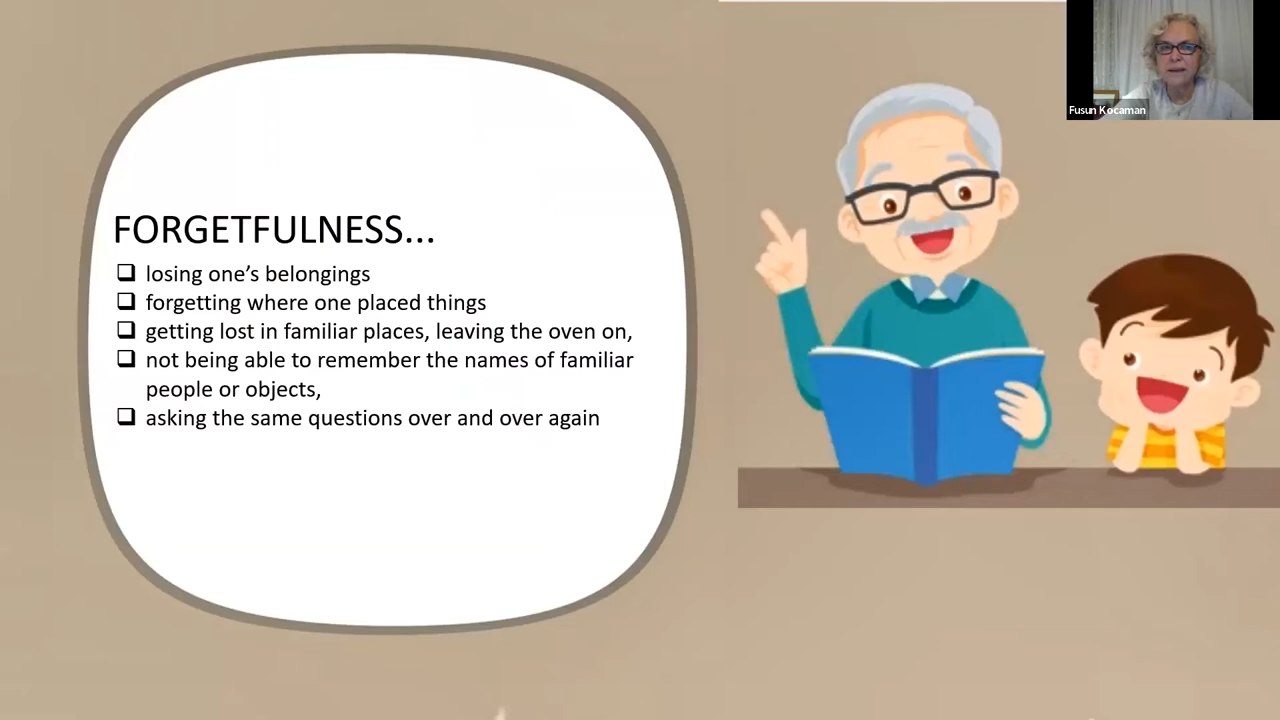 Fusun Kocaman
FORGETFULNESS...
❑ losing one’s belongings
❑ forgetting where one placed things
❑ getting lost in familiar places, leaving the oven on,
❑ not being able to remember the names of familiar
people or objects,
❑ asking the same questions over and over again